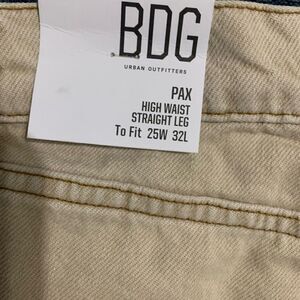 BDG
URBAN OUTFITTERS
PAX
HIGH WAIST
STRAIGHT LEG
To Fit 25W 32L